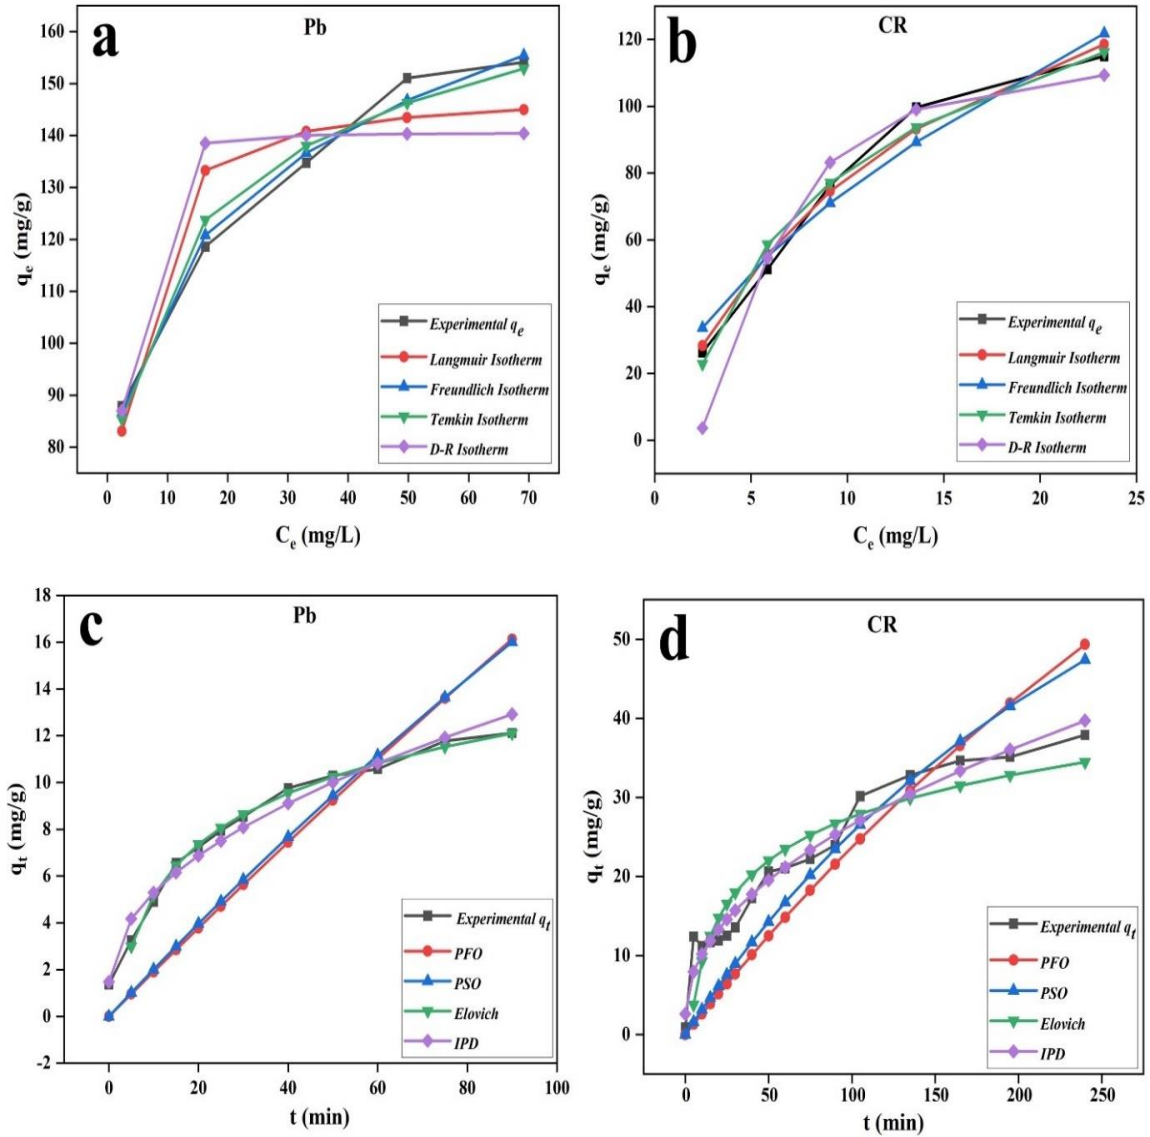 a
Pb
160
150
140
130
120
110
100
90
80
qe (mg/g)
0 10 20 30 40 50 60 70
Ce (mg/L)
Experimental qe
Langmuir Isotherm
Freundlich Isotherm
Temkin Isotherm
D-R Isotherm
b
CR
120
100
80
60
40
20
0
qe (mg/g)
0 5 10 15 20 25
Ce (mg/L)
Experimental qe
Langmuir Isotherm
Freundlich Isotherm
Temkin Isotherm
D-R Isotherm
c
Pb
18
16
14
12
10
8
6
4
2
0
-2
qt (mg/g)
0 20 40 60 80 100
t (min)
Experimental qt
PFO
PSO
Elovich
IPD
d
CR
50
40
30
20
10
0
qt (mg/g)
0 50 100 150 200 250
t (min)
Experimental qt
PFO
PSO
Elovich
IPD